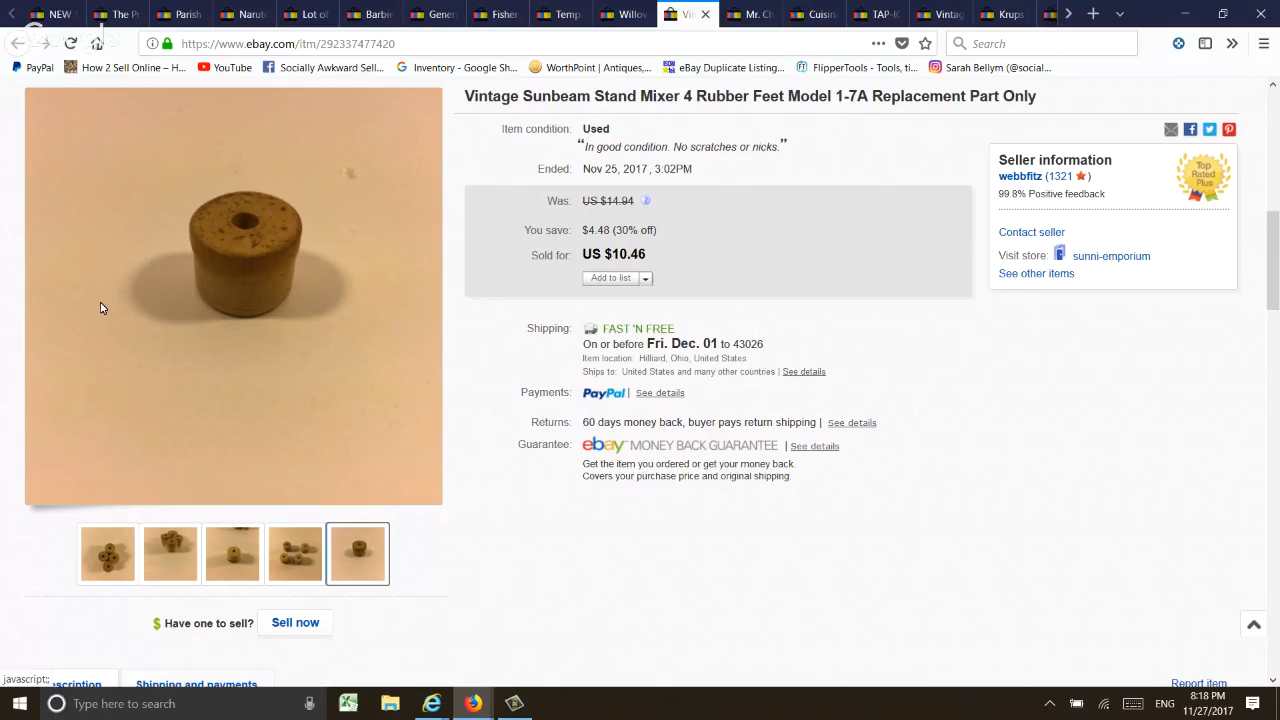 NEW
The P
Parish
Narut
Lot of
Barbie
Gener
Fisher
Temp
Willov
Vin
Mr. Ch
Cuisine
TAP-IC
Vintag
Krups
https://www.ebay.com/itm/292337477420
Search
PayPal
How 2 Sell Online – H...
YouTube
Socially Awkward Sell...
Inventory - Google Sh...
WorthPoint | Antiques,...
eBay Duplicate Listing...
FlipperTools - Tools, ti...
Sarah Bellym (@social...
Vintage Sunbeam Stand Mixer 4 Rubber Feet Model 1-7A Replacement Part Only
Item condition: Used
“In good condition. No scratches or nicks.”
Ended: Nov 25, 2017 , 3:02PM
Was: US $14.94
You save: $4.48 (30% off)
Sold for: US $10.46
Add to list
Shipping: FAST 'N FREE
On or before Fri. Dec. 01 to 43026
Item location: Hilliard, Ohio, United States
Ships to: United States and many other countries | See details
Payments: PayPal | See details
Returns: 60 days money back, buyer pays return shipping | See details
Guarantee: ebay MONEY BACK GUARANTEE | See details
Get the item you ordered or get your money back.
Covers your purchase price and original shipping.
Seller information
webbfitz (1321 )
99.8% Positive feedback
Top Rated Plus
Contact seller
Visit store: sunni-emporium
See other items
$ Have one to sell? Sell now
javascript:;
scription
Shipping and payments
Report item
Type here to search
ENG
8:18 PM
11/27/2017